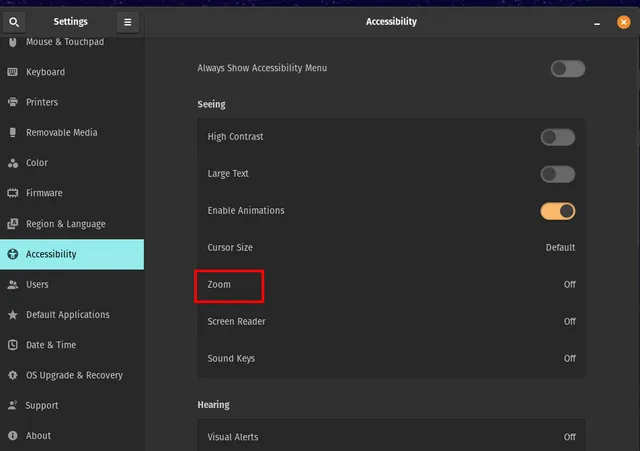 Settings
Accessibility
Mouse & Touchpad
Keyboard
Printers
Removable Media
Color
Firmware
Region & Language
Accessibility
Users
Default Applications
Date & Time
OS Upgrade & Recovery
Support
About
Always Show Accessibility Menu
Seeing
High Contrast
Large Text
Enable Animations
Cursor Size Default
Zoom Off
Screen Reader Off
Sound Keys Off
Hearing
Visual Alerts Off